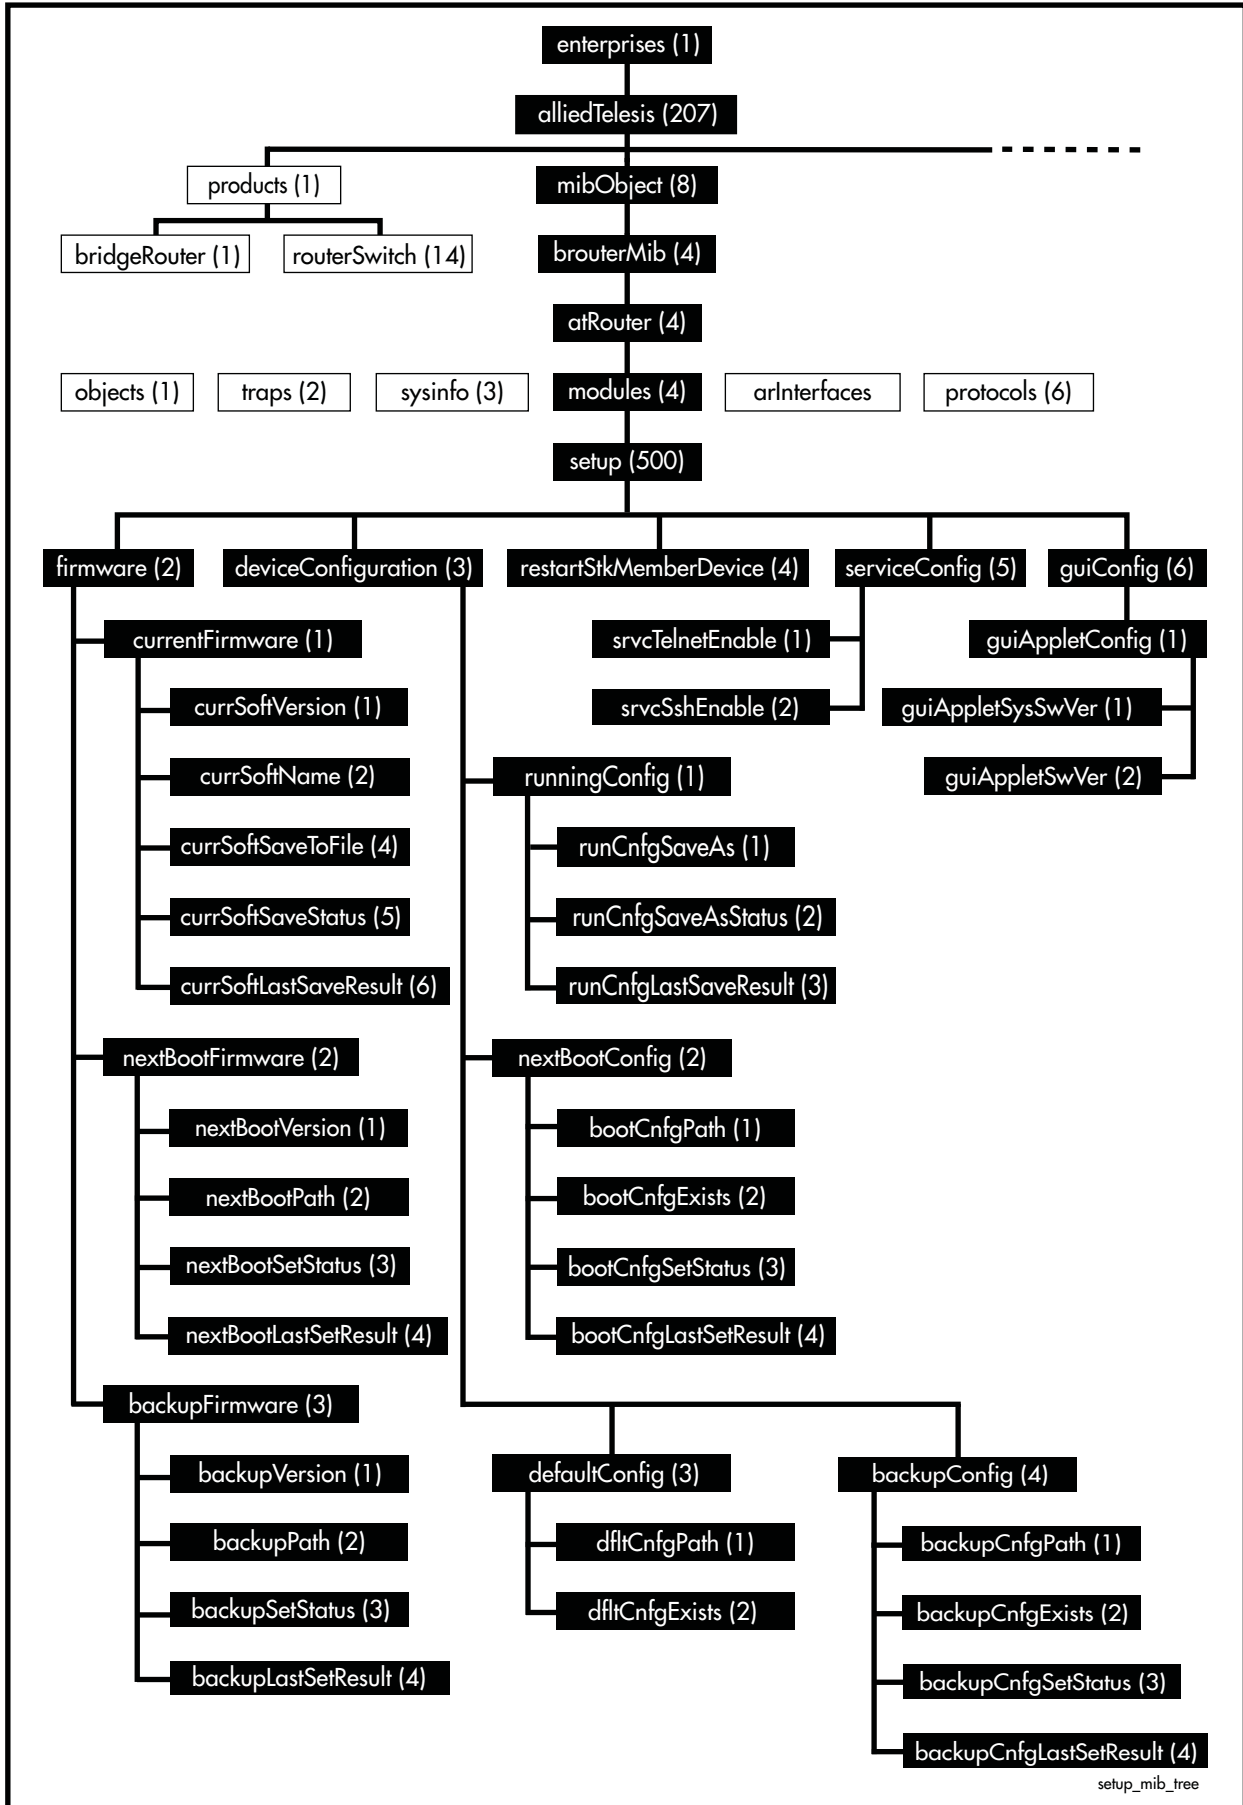 enterprises (1)
alliedTelesis (207)
products (1)
mibObject (8)
bridgeRouter (1)
routerSwitch (14)
brouterMib (4)
atRouter (4)
objects (1)
traps (2)
sysinfo (3)
modules (4)
arInterfaces
protocols (6)
setup (500)
firmware (2)
deviceConfiguration (3)
restartStkMemberDevice (4)
serviceConfig (5)
guiConfig (6)
currentFirmware (1)
srvcTelnetEnable (1)
guiAppletConfig (1)
currSoftVersion (1)
srvcSshEnable (2)
guiAppletSysSwVer (1)
currSoftName (2)
runningConfig (1)
guiAppletSwVer (2)
currSoftSaveToFile (4)
runCnfgSaveAs (1)
currSoftSaveStatus (5)
runCnfgSaveAsStatus (2)
currSoftLastSaveResult (6)
runCnfgLastSaveResult (3)
nextBootFirmware (2)
nextBootConfig (2)
nextBootVersion (1)
bootCnfgPath (1)
nextBootPath (2)
bootCnfgExists (2)
nextBootSetStatus (3)
bootCnfgSetStatus (3)
nextBootLastSetResult (4)
bootCnfgLastSetResult (4)
backupFirmware (3)
backupVersion (1)
defaultConfig (3)
backupConfig (4)
backupPath (2)
dfltCnfgPath (1)
backupCnfgPath (1)
backupSetStatus (3)
dfltCnfgExists (2)
backupCnfgExists (2)
backupLastSetResult (4)
backupCnfgSetStatus (3)
backupCnfgLastSetResult (4)
setup_mib_tree